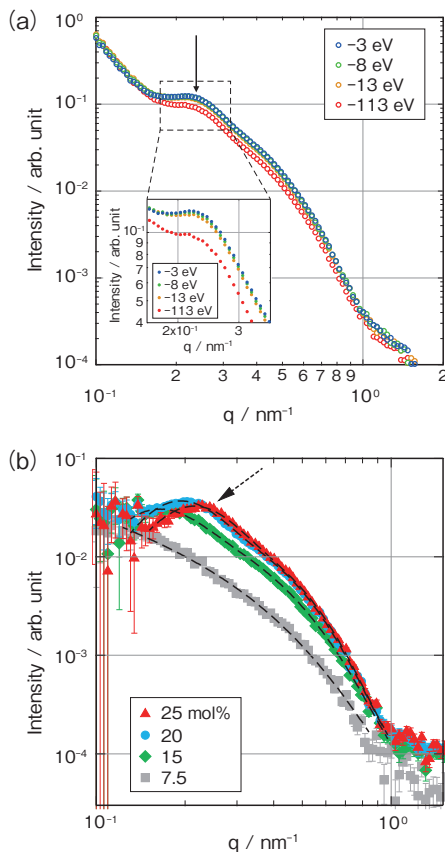 (a)
Intensity / arb. unit
10⁰
10⁻¹
10⁻²
10⁻³
10⁻⁴
−3 eV
−8 eV
−13 eV
−113 eV
Intensity / arb. unit
10⁻¹
9
8
7
6
5
4
−3 eV
−8 eV
−13 eV
−113 eV
2x10⁻¹
3
q / nm⁻¹
10⁻¹
2
3
4
5
6
7
8
9
10⁰
2
q / nm⁻¹
(b)
Intensity / arb. unit
10⁻¹
10⁻²
10⁻³
10⁻⁴
25 mol%
20
15
7.5
10⁻¹
10⁰
q / nm⁻¹